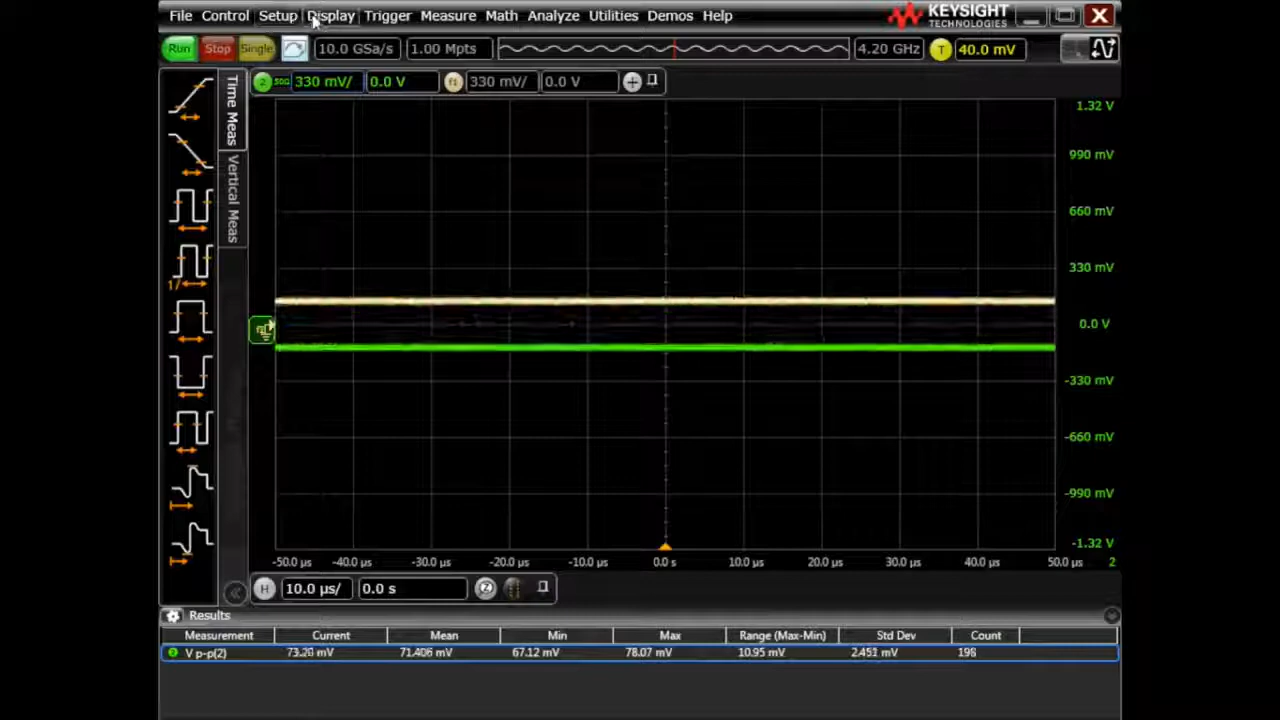 File Control Setup Display Trigger Measure Math Analyze Utilities Demos Help
KEYSIGHT
TECHNOLOGIES
Run Stop Single 10.0 GSa/s 1.00 Mpts 4.20 GHz T 40.0 mV
2 50Ω 330 mV/ 0.0 V f1 330 mV/ 0.0 V
Time Meas
Vertical Meas
1/
1.32 V
990 mV
660 mV
330 mV
0.0 V
-330 mV
-660 mV
-990 mV
-1.32 V
-50.0 µs -40.0 µs -30.0 µs -20.0 µs -10.0 µs 0.0 s 10.0 µs 20.0 µs 30.0 µs 40.0 µs 50.0 µs 2
H 10.0 µs/ 0.0 s Z
Results
Measurement Current Mean Min Max Range (Max-Min) Std Dev Count
2 V p-p(2) 73.20 mV 71.406 mV 67.12 mV 78.07 mV 10.95 mV 2.451 mV 198